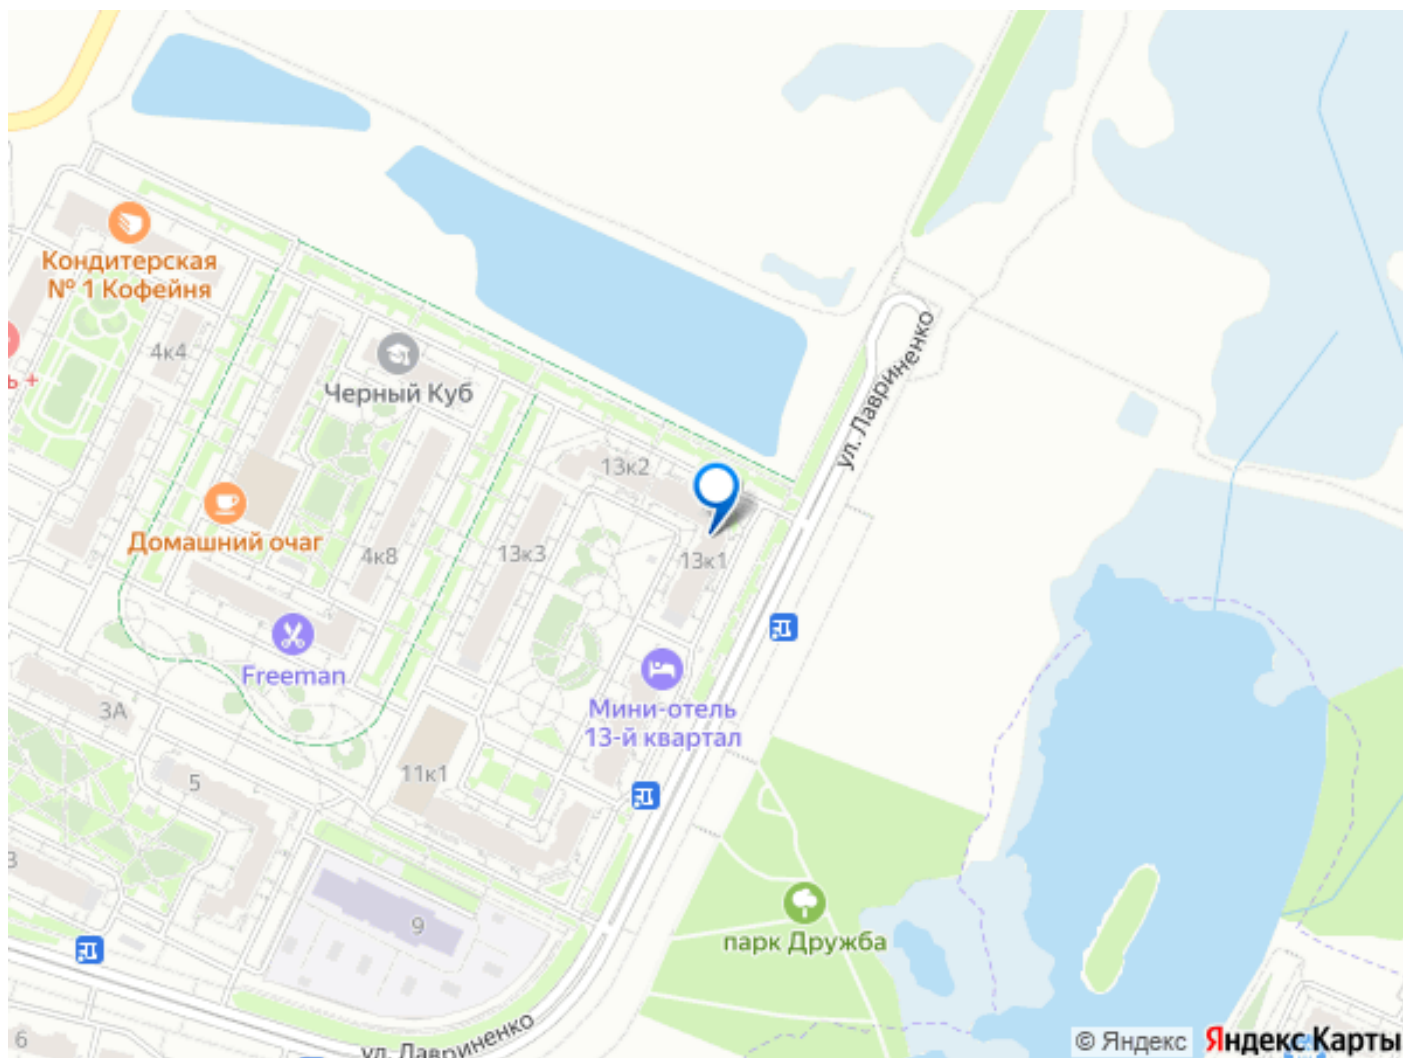 Кондитерская
№ 1 Кофейня
4к4
ь +
Черный Куб
ул. Лавриненко
13к2
Домашний очаг
4к8
13к3
13к1
Freeman
Мини-отель
13-й квартал
3А
5
11к1
3
9
парк Дружба
6
ул. Лавриненко
© Яндекс
Яндекс Карты